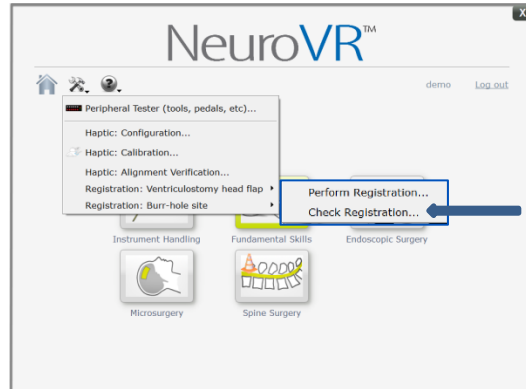 X
NeuroVR™
demo Log out
Peripheral Tester (tools, pedals, etc)...
Haptic: Configuration...
Haptic: Calibration...
Haptic: Alignment Verification...
Registration: Ventriculostomy head flap
Registration: Burr-hole site
Perform Registration...
Check Registration...
Instrument Handling
Fundamental Skills
Endoscopic Surgery
Microsurgery
Spine Surgery